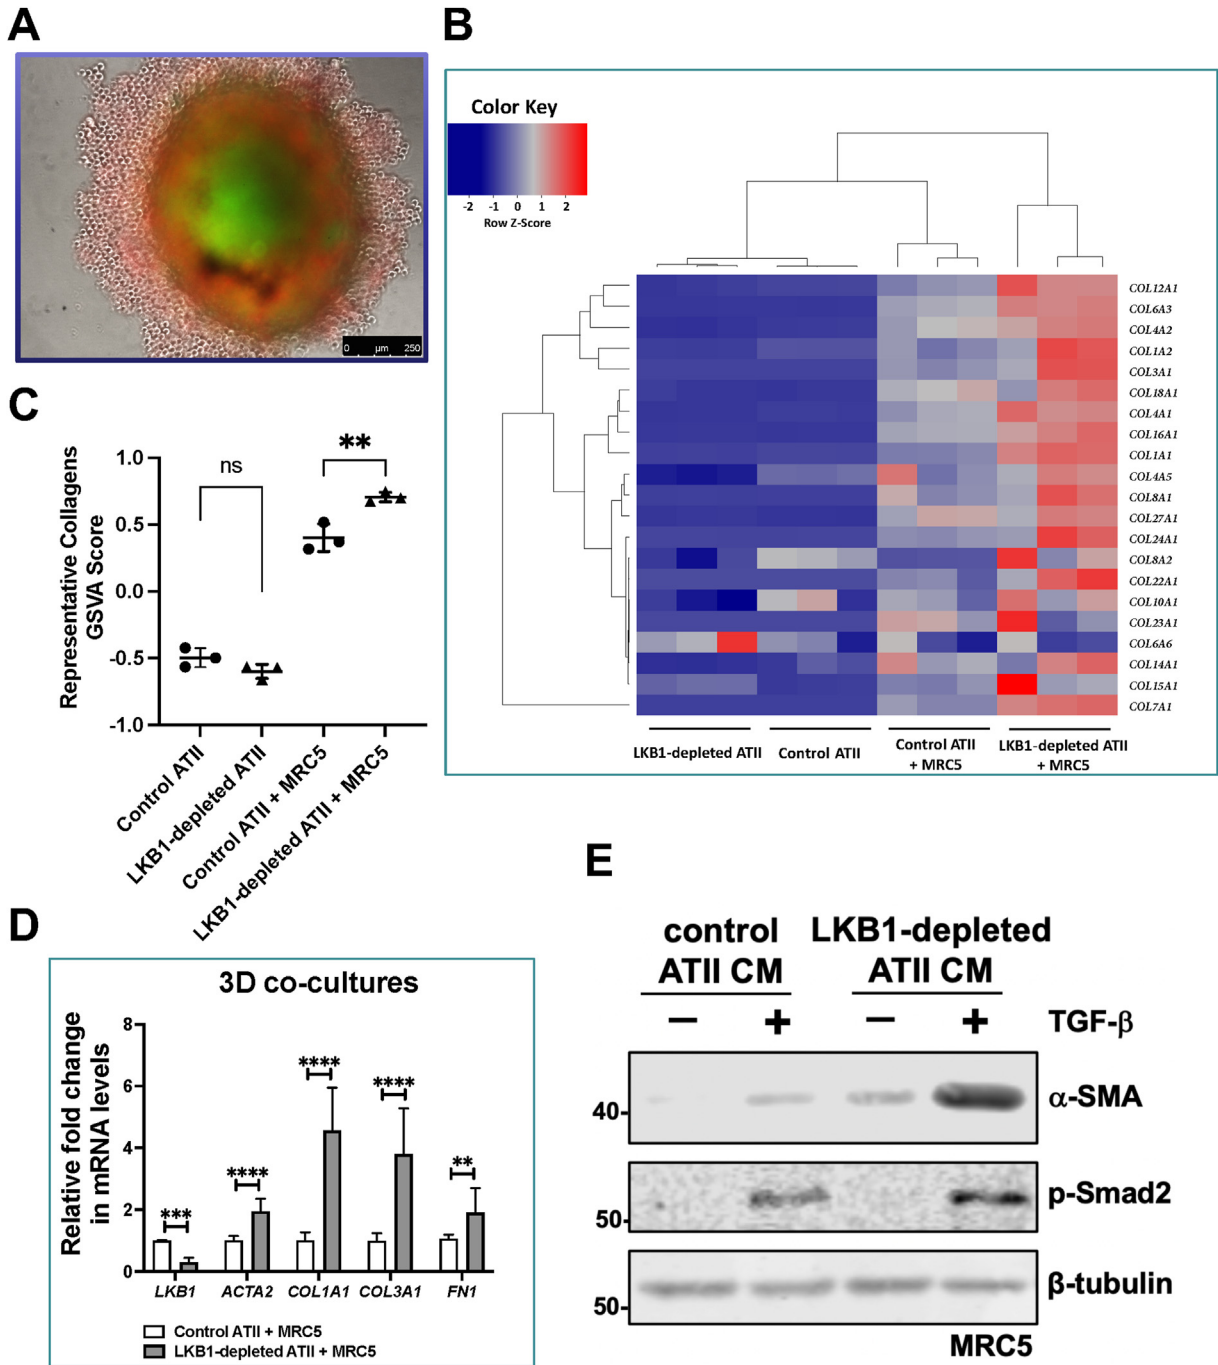 A
0 µm 250
B
Color Key
-2 -1 0 1 2
Row Z-Score
COL12A1
COL6A3
COL4A2
COL1A2
COL3A1
COL18A1
COL4A1
COL16A1
COL1A1
COL4A5
COL8A1
COL27A1
COL24A1
COL8A2
COL22A1
COL10A1
COL23A1
COL6A6
COL14A1
COL15A1
COL7A1
LKB1-depleted ATII
Control ATII
Control ATII
+ MRC5
LKB1-depleted ATII
+ MRC5
C
Representative Collagens
GSVA Score
1.0
0.5
0.0
-0.5
-1.0
ns
**
Control ATII
LKB1-depleted ATII
Control ATII + MRC5
LKB1-depleted ATII + MRC5
D
3D co-cultures
Relative fold change
in mRNA levels
8
6
4
2
0
***
****
****
****
**
LKB1 ACTA2 COL1A1 COL3A1 FN1
Control ATII + MRC5
LKB1-depleted ATII + MRC5
E
control
ATII CM
LKB1-depleted
ATII CM
− + − + TGF-β
40
α-SMA
50
p-Smad2
50
β-tubulin
MRC5